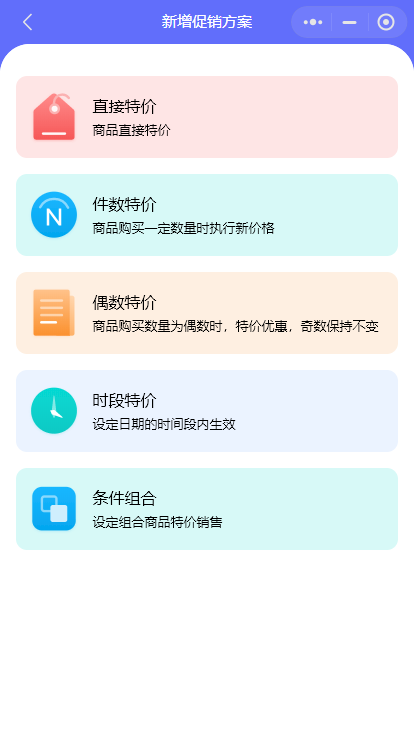 新增促销方案
直接特价
商品直接特价
N
件数特价
商品购买一定数量时执行新价格
偶数特价
商品购买数量为偶数时，特价优惠，奇数保持不变
时段特价
设定日期的时间段内生效
条件组合
设定组合商品特价销售